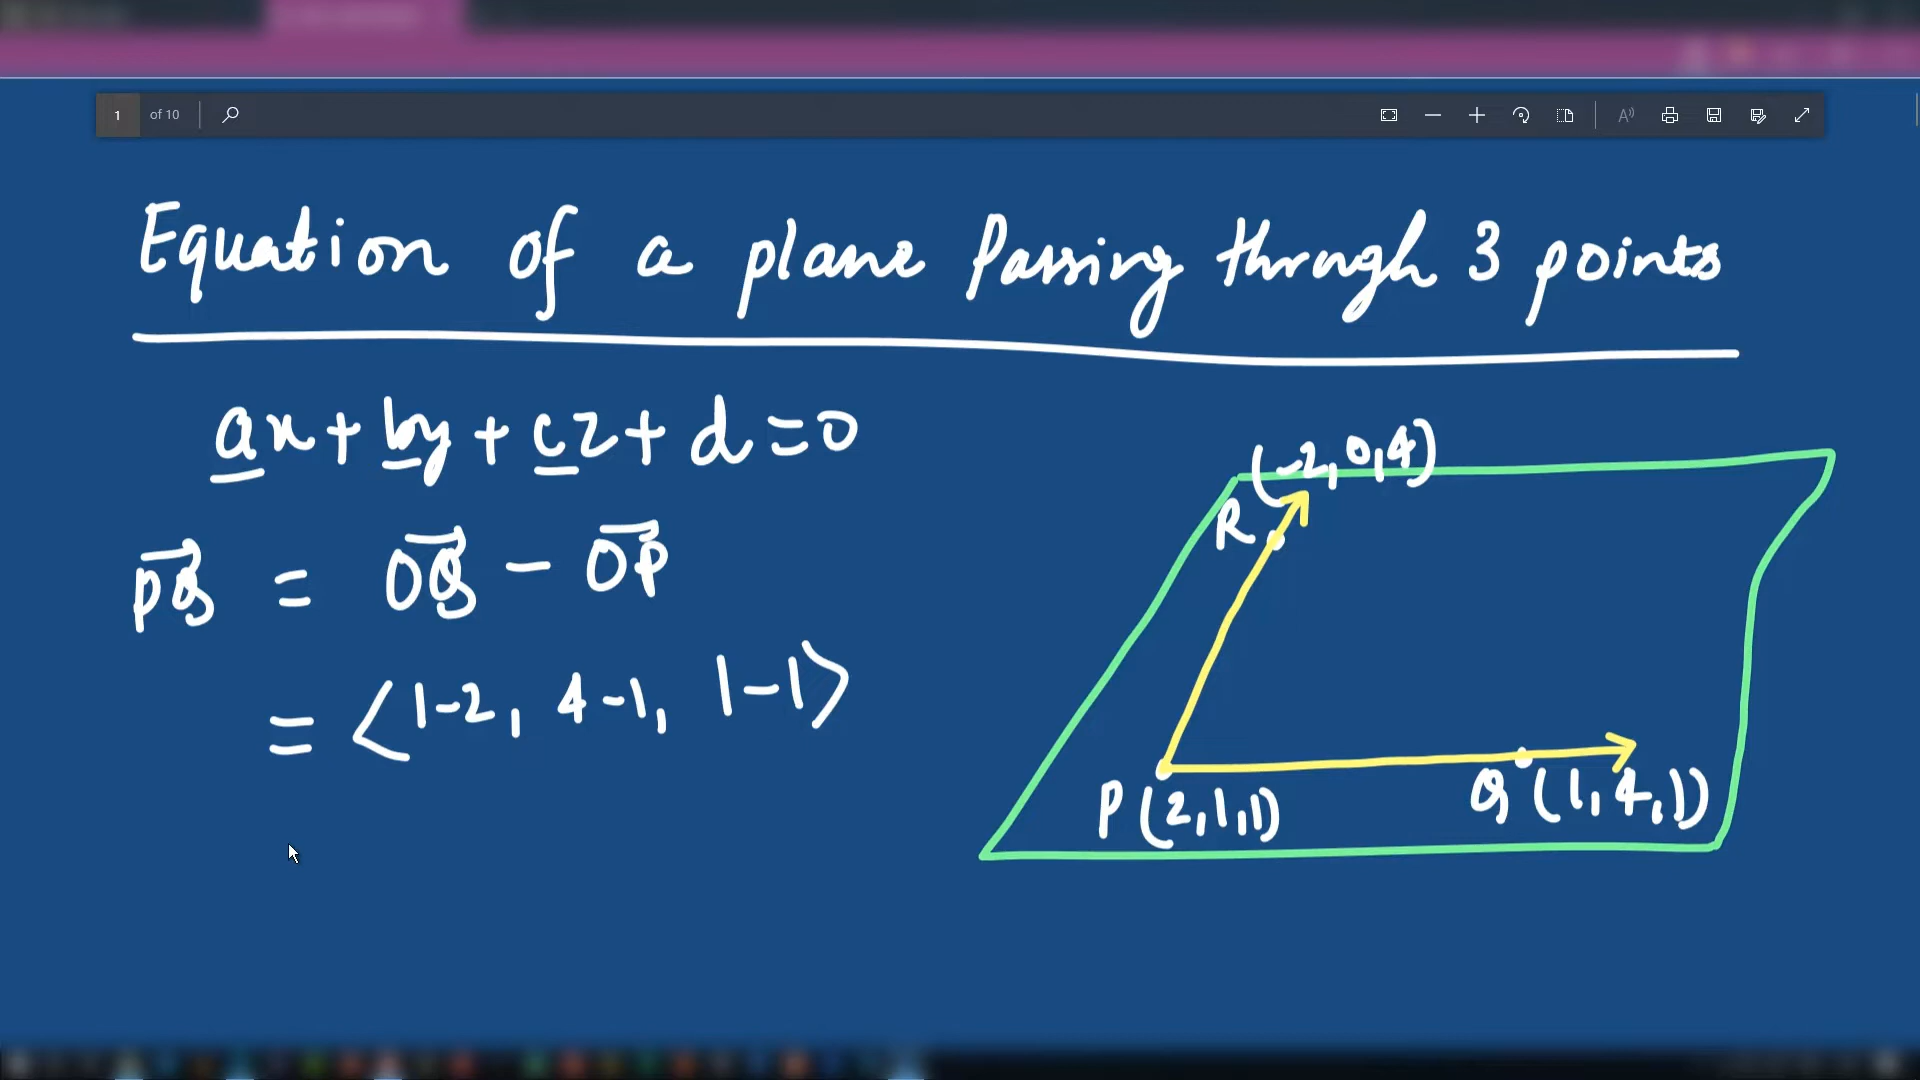 1 of 10
Equation of a plane Passing through 3 points
ax + by + cz + d = 0
(-2, 0, 4)
R
PQ⃗ = OQ⃗ - OP⃗
= ⟨1-2, 4-1, 1-1⟩
P (2, 1, 1)
Q (1, 4, 1)